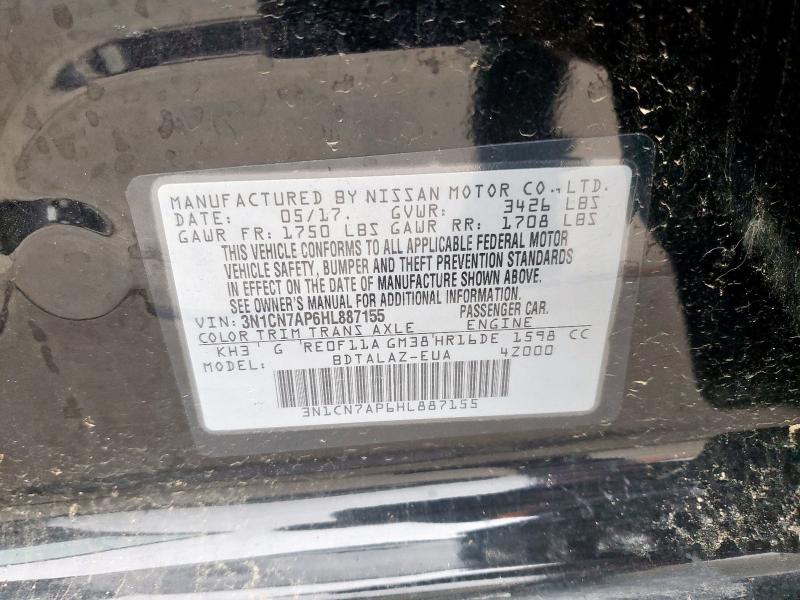 MANUFACTURED BY NISSAN MOTOR CO., LTD.
DATE: 05/17. GVWR: 3426 LBS
GAWR FR: 1750 LBS GAWR RR: 1708 LBS
THIS VEHICLE CONFORMS TO ALL APPLICABLE FEDERAL MOTOR
VEHICLE SAFETY, BUMPER AND THEFT PREVENTION STANDARDS
IN EFFECT ON THE DATE OF MANUFACTURE SHOWN ABOVE.
SEE OWNER'S MANUAL FOR ADDITIONAL INFORMATION.
VIN: 3N1CN7AP6HL887155 PASSENGER CAR.
COLOR TRIM TRANS AXLE ENGINE
KH3 G RE0F11A GM38 HR16DE 1598 CC
MODEL: BDTALAZ-EUA 4Z000
3N1CN7AP6HL887155